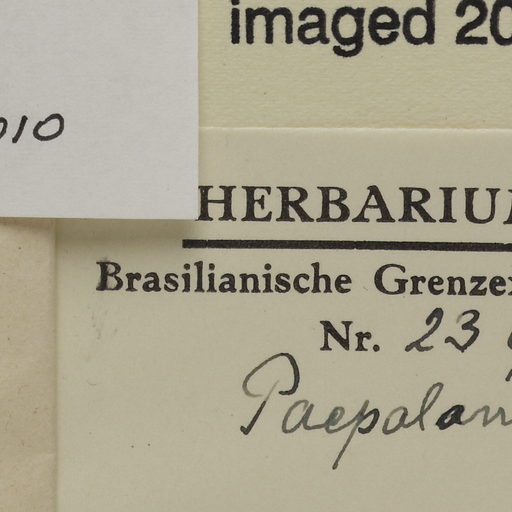 imaged 20
010
HERBARIU
Brasilianische Grenze
Nr. 23
Paepalan